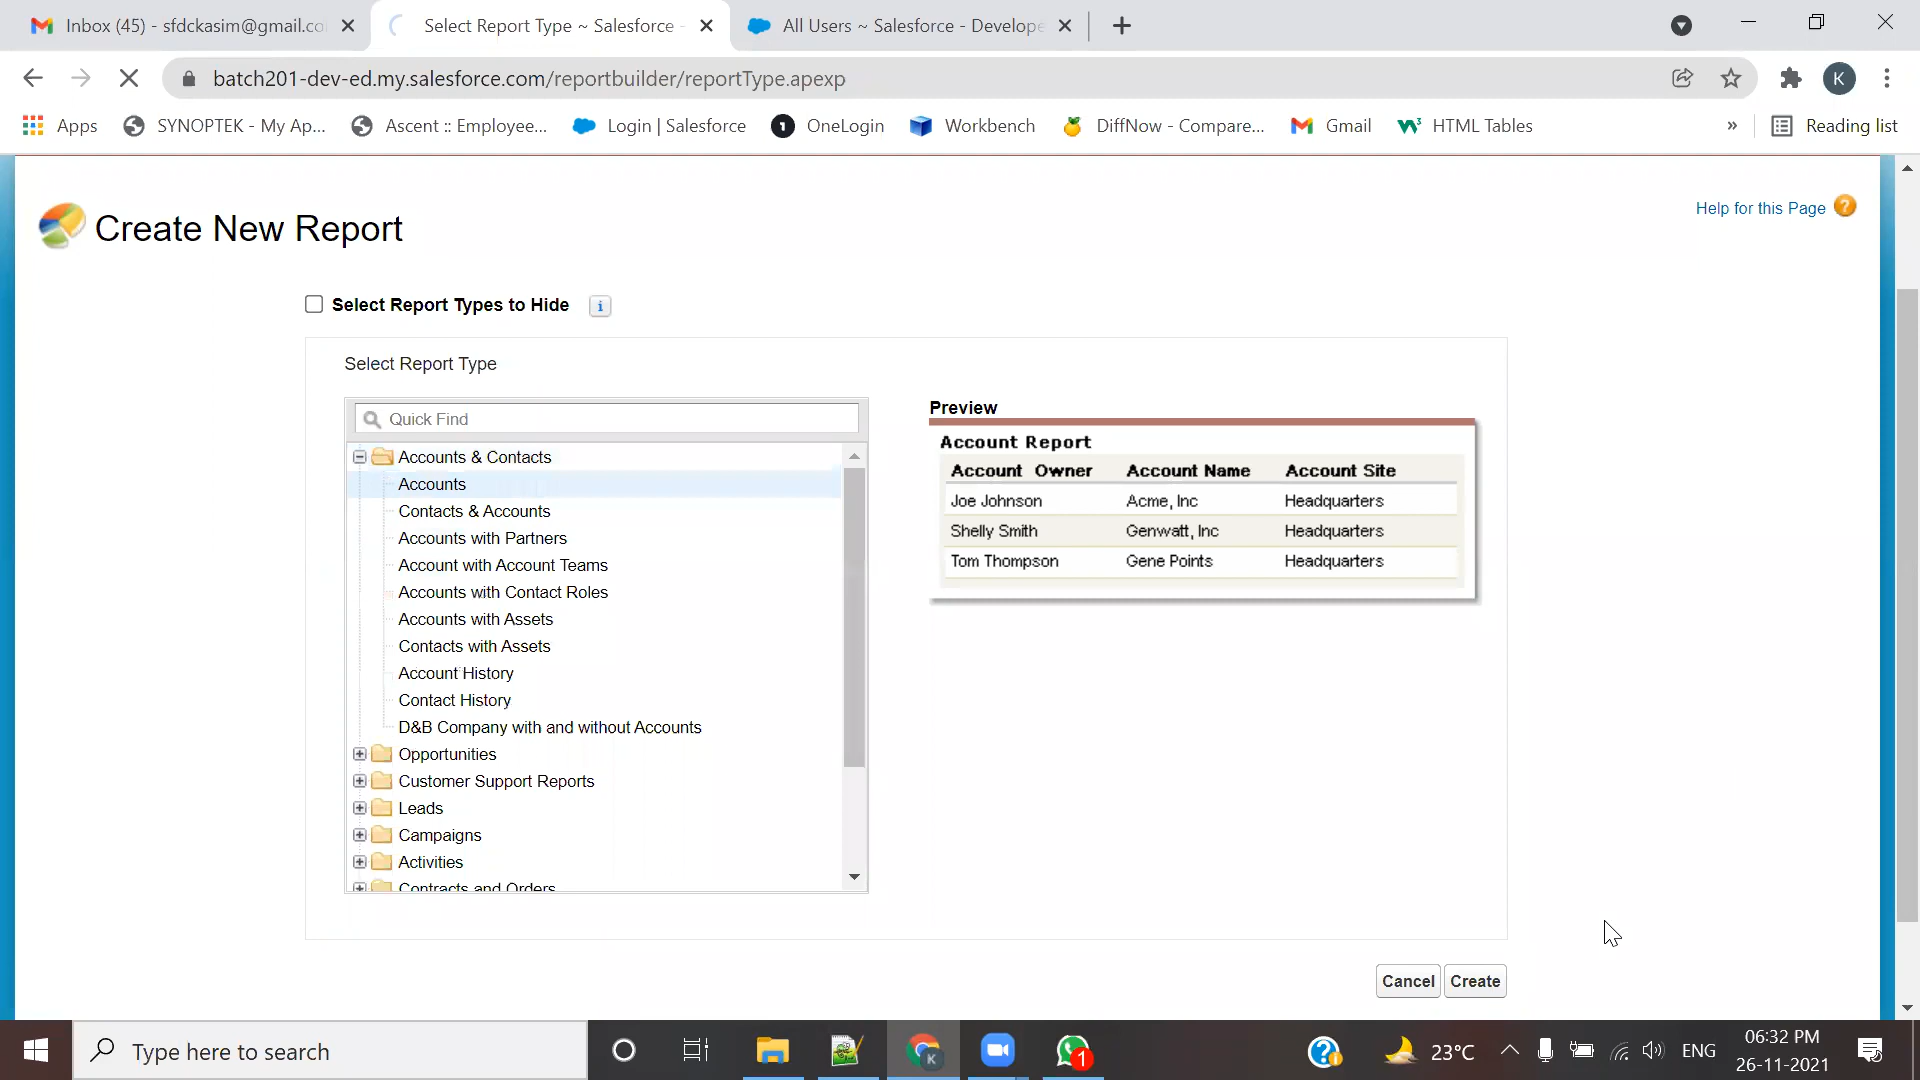 Inbox (45) - sfdckasim@gmail.co
Select Report Type ~ Salesforce -
All Users ~ Salesforce - Develope
batch201-dev-ed.my.salesforce.com/reportbuilder/reportType.apexp
K
Apps
SYNOPTEK - My Ap...
Ascent :: Employee...
Login | Salesforce
1
OneLogin
Workbench
DiffNow - Compare...
Gmail
HTML Tables
»
Reading list
Create New Report
Help for this Page ?
Select Report Types to Hide i
Select Report Type
Quick Find
Accounts & Contacts
Accounts
Contacts & Accounts
Accounts with Partners
Account with Account Teams
Accounts with Contact Roles
Accounts with Assets
Contacts with Assets
Account History
Contact History
D&B Company with and without Accounts
Opportunities
Customer Support Reports
Leads
Campaigns
Activities
Contracts and Orders
Preview
Account Report
Account Owner Account Name Account Site
Joe Johnson Acme, Inc Headquarters
Shelly Smith Genwatt, Inc Headquarters
Tom Thompson Gene Points Headquarters
Cancel Create
Type here to search
K
1
?
23°C
ENG
06:32 PM
26-11-2021